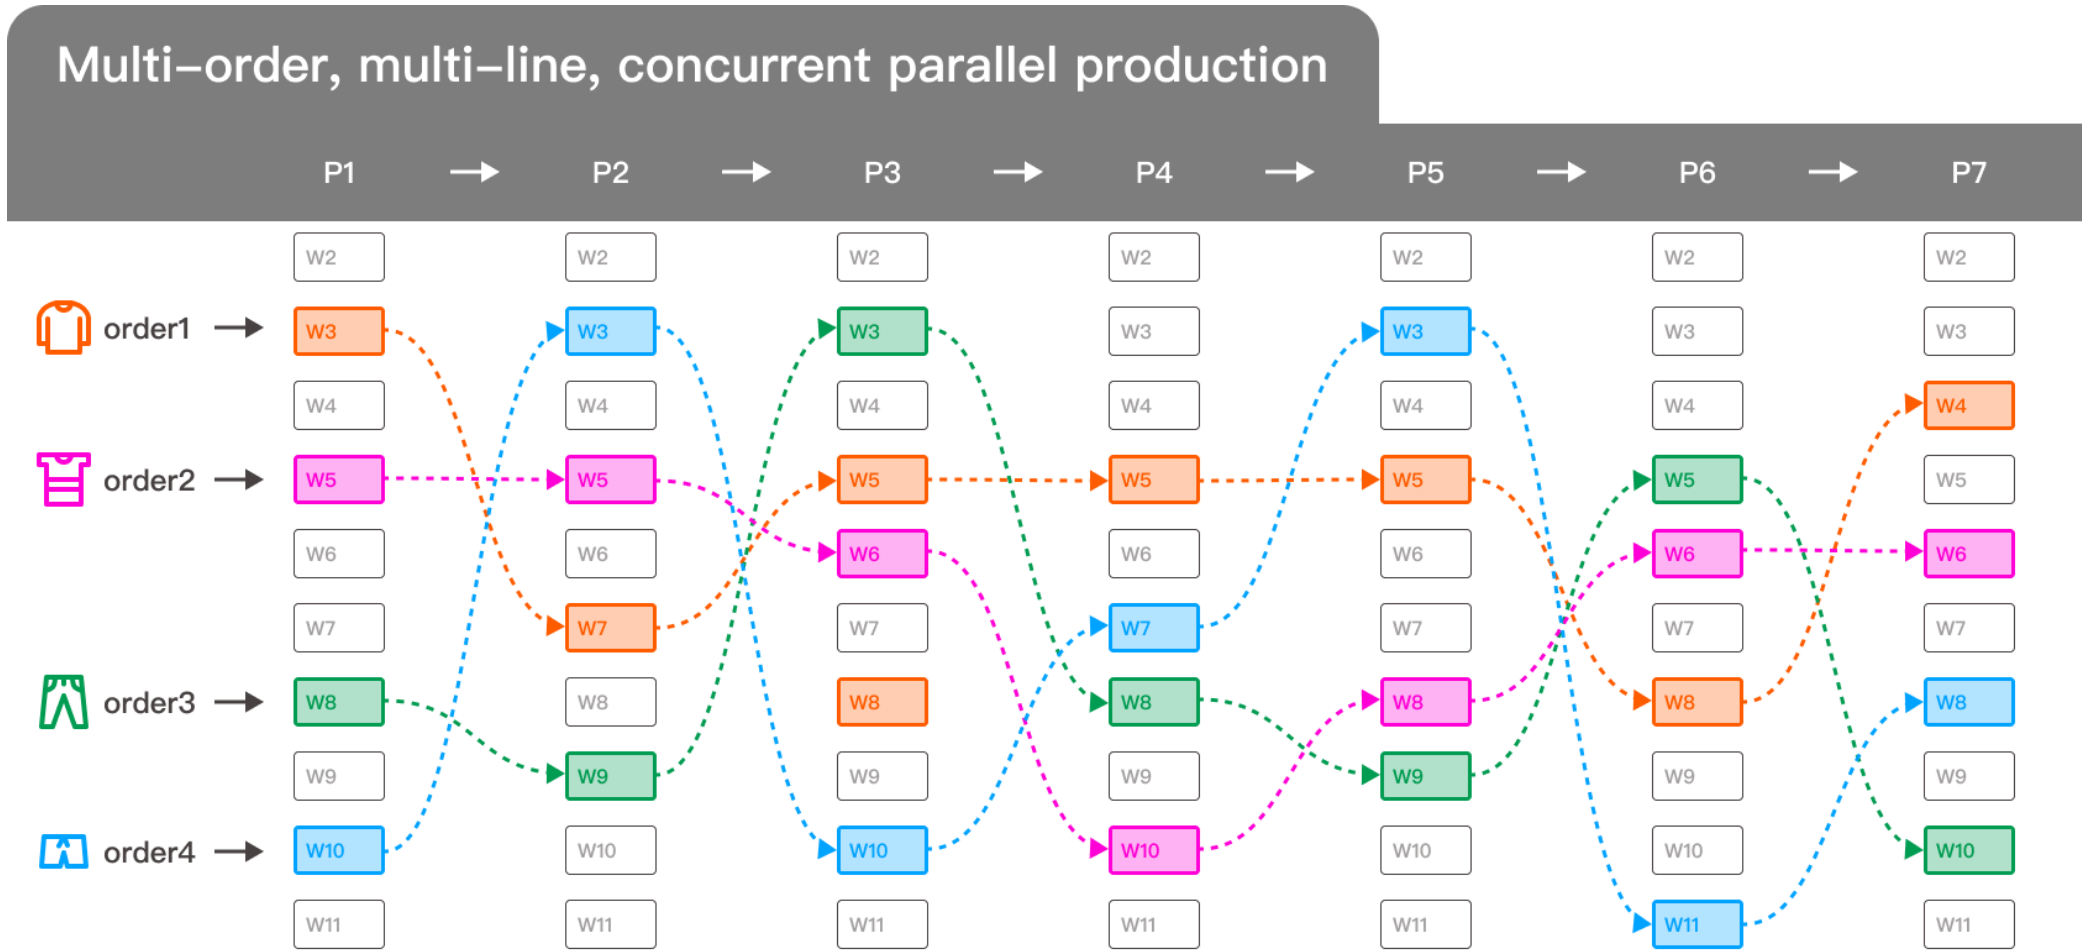 Multi-order, multi-line, concurrent parallel production
P1 P2 P3 P4 P5 P6 P7
W2 W2 W2 W2 W2 W2 W2
order1 W3 W3 W3 W3 W3 W3 W3
W4 W4 W4 W4 W4 W4 W4
order2 W5 W5 W5 W5 W5 W5 W5
W6 W6 W6 W6 W6 W6 W6
W7 W7 W7 W7 W7 W7 W7
order3 W8 W8 W8 W8 W8 W8 W8
W9 W9 W9 W9 W9 W9 W9
order4 W10 W10 W10 W10 W10 W10 W10
W11 W11 W11 W11 W11 W11 W11